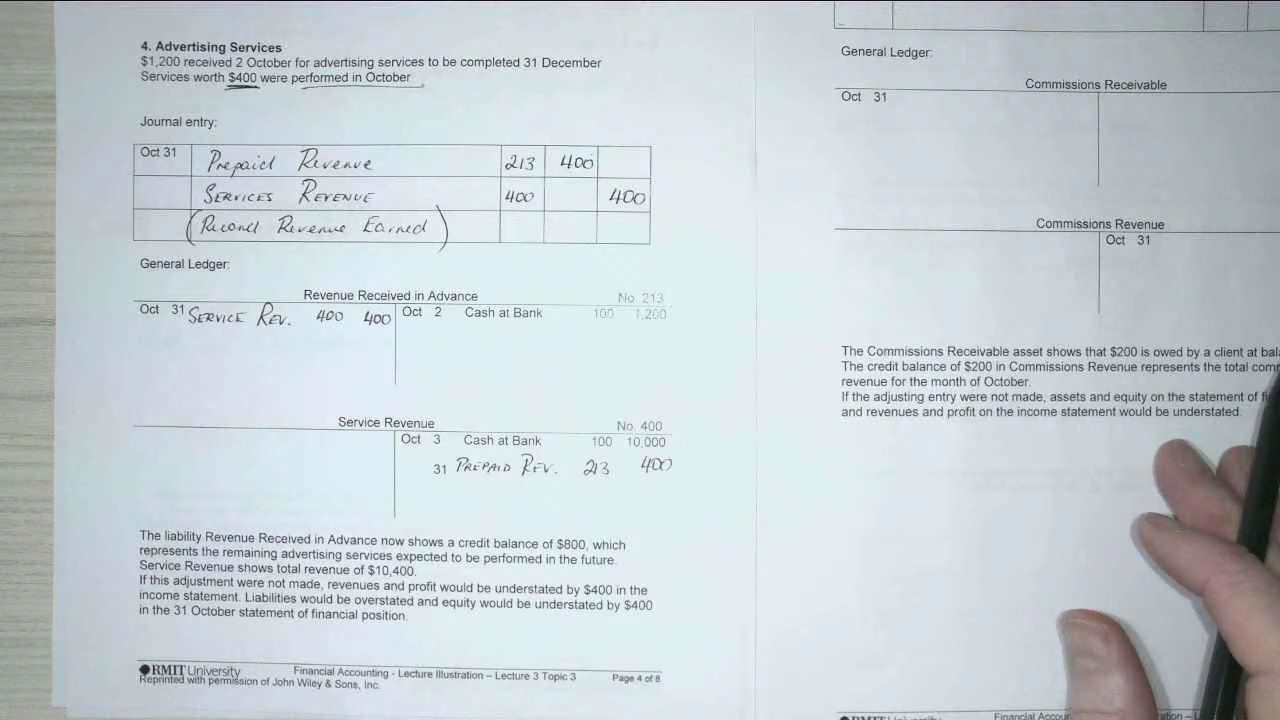 4. Advertising Services
$1,200 received 2 October for advertising services to be completed 31 December
Services worth $400 were performed in October
Journal entry:
Oct 31 Prepaid Revenue 213 400
SERVICES REVENUE 400 400
(Record Revenue Earned)
General Ledger:
Revenue Received in Advance No 213
Oct 31 SERVICE REV. 400 400 Oct 2 Cash at Bank 100 1,200
Service Revenue No. 400
Oct 3 Cash at Bank 100 10,000
31 PREPAID REV. 213 400
The liability Revenue Received in Advance now shows a credit balance of $800, which
represents the remaining advertising services expected to be performed in the future.
Service Revenue shows total revenue of $10,400.
If this adjustment were not made, revenues and profit would be understated by $400 in the
income statement. Liabilities would be overstated and equity would be understated by $400
in the 31 October statement of financial position.
RMIT University Financial Accounting - Lecture Illustration – Lecture 3 Topic 3 Page 4 of 8
Reprinted with permission of John Wiley & Sons, Inc.
General Ledger:
Commissions Receivable
Oct 31
Commissions Revenue
Oct 31
The Commissions Receivable asset shows that $200 is owed by a client at
The credit balance of $200 in Commissions Revenue represents the total
revenue for the month of October.
If the adjusting entry were not made, assets and equity on the statement of
and revenues and profit on the income statement would be understated.
RMIT University Financial